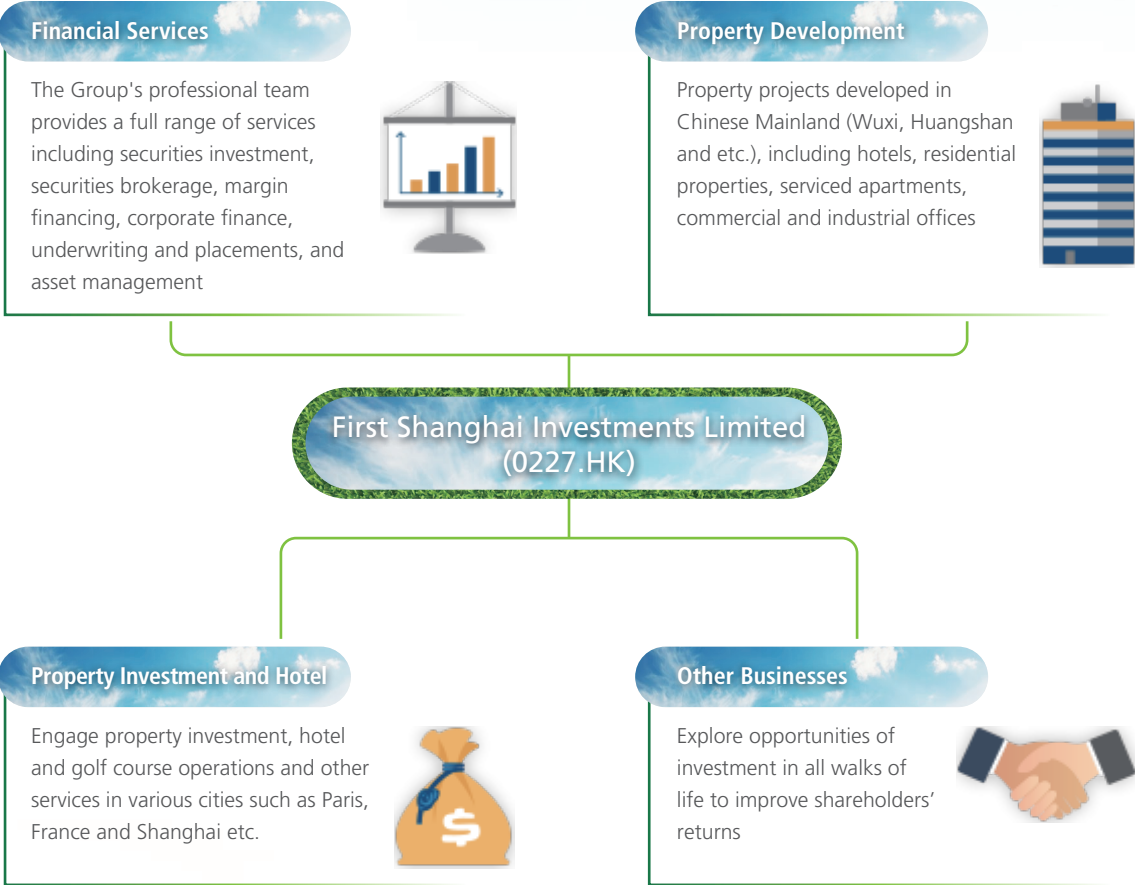 Financial Services
The Group's professional team
provides a full range of services
including securities investment,
securities brokerage, margin
financing, corporate finance,
underwriting and placements, and
asset management
Property Development
Property projects developed in
Chinese Mainland (Wuxi, Huangshan
and etc.), including hotels, residential
properties, serviced apartments,
commercial and industrial offices
First Shanghai Investments Limited
(0227.HK)
Property Investment and Hotel
Engage property investment, hotel
and golf course operations and other
services in various cities such as Paris,
France and Shanghai etc.
$
Other Businesses
Explore opportunities of
investment in all walks of
life to improve shareholders’
returns